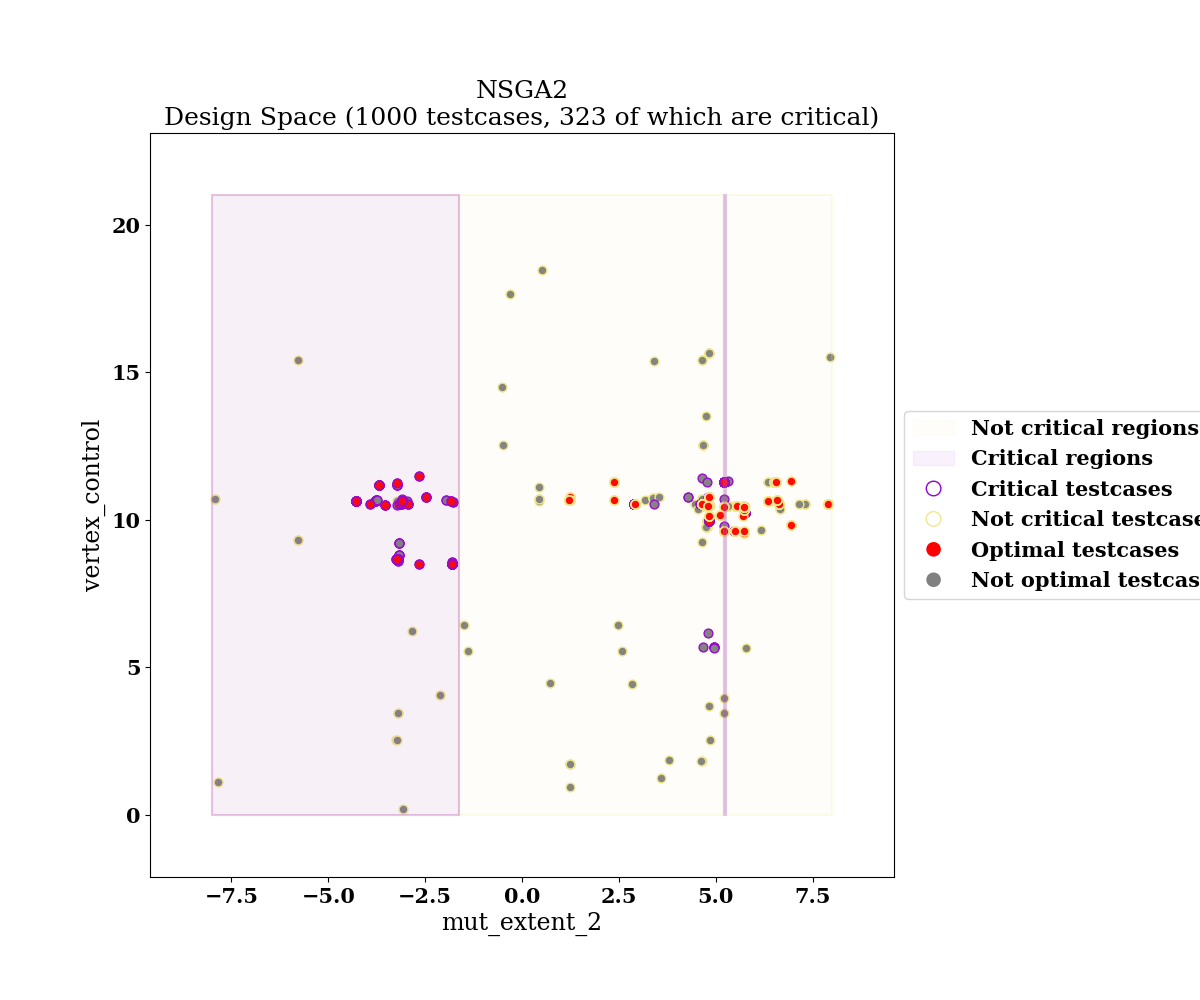 NSGA2
Design Space (1000 testcases, 323 of which are critical)
20
15
10
5
0
vertex_control
−7.5 −5.0 −2.5 0.0 2.5 5.0 7.5
mut_extent_2
Not critical regions
Critical regions
Critical testcases
Not critical testcase
Optimal testcases
Not optimal testcas